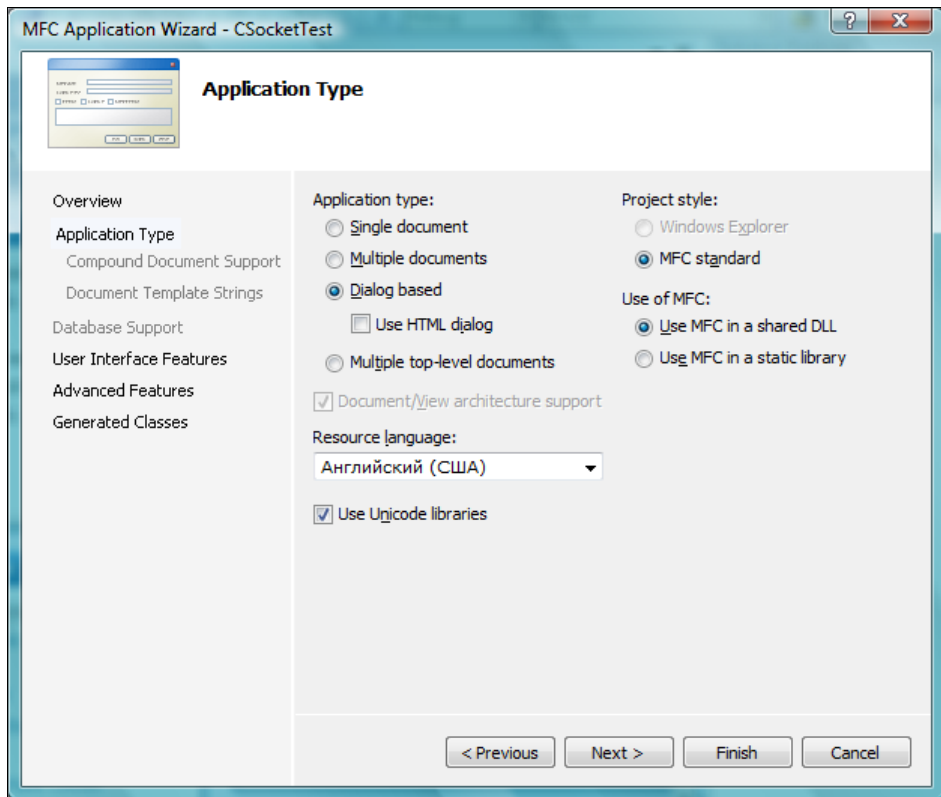 MFC Application Wizard - CSocketTest
?
X
Application Type
Overview
Application Type
Compound Document Support
Document Template Strings
Database Support
User Interface Features
Advanced Features
Generated Classes
Application type:
Single document
Multiple documents
Dialog based
Use HTML dialog
Multiple top-level documents
Document/View architecture support
Resource language:
Английский (США)
Use Unicode libraries
Project style:
Windows Explorer
MFC standard
Use of MFC:
Use MFC in a shared DLL
Use MFC in a static library
< Previous
Next >
Finish
Cancel